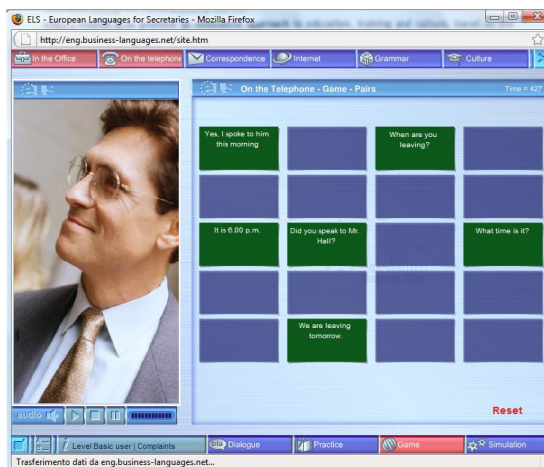 ELS - European Languages for Secretaries - Mozilla Firefox
http://eng.business-languages.net/site.htm
In the Office
On the telephone
Correspondence
Internet
Grammar
Culture
On the Telephone - Game - Pairs
Time = 427
Yes, I spoke to him
this morning
When are you
leaving?
It is 6.00 p.m.
Did you speak to Mr.
Hall?
What time is it?
We are leaving
tomorrow.
Reset
audio
Level Basic user | Complaints
Dialogue
Practice
Game
Simulation
Trasferimento dati da eng.business-languages.net...